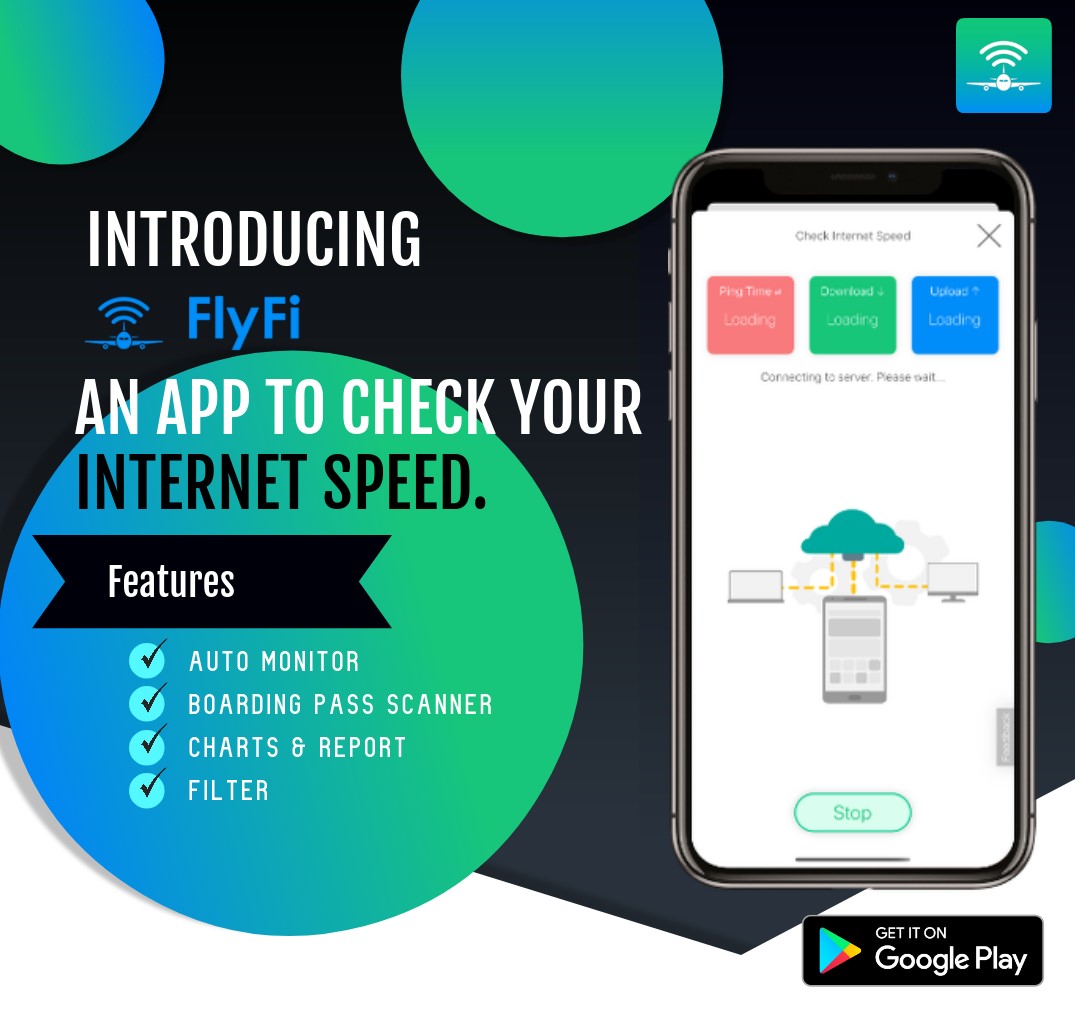 INTRODUCING
FlyFi
AN APP TO CHECK YOUR
INTERNET SPEED.
Features
AUTO MONITOR
BOARDING PASS SCANNER
CHARTS & REPORT
FILTER
Check Internet Speed
Ping Time Download ↓ Upload ↑
Loading Loading Loading
Connecting to server. Please wait...
Feedback
Stop
GET IT ON
Google Play